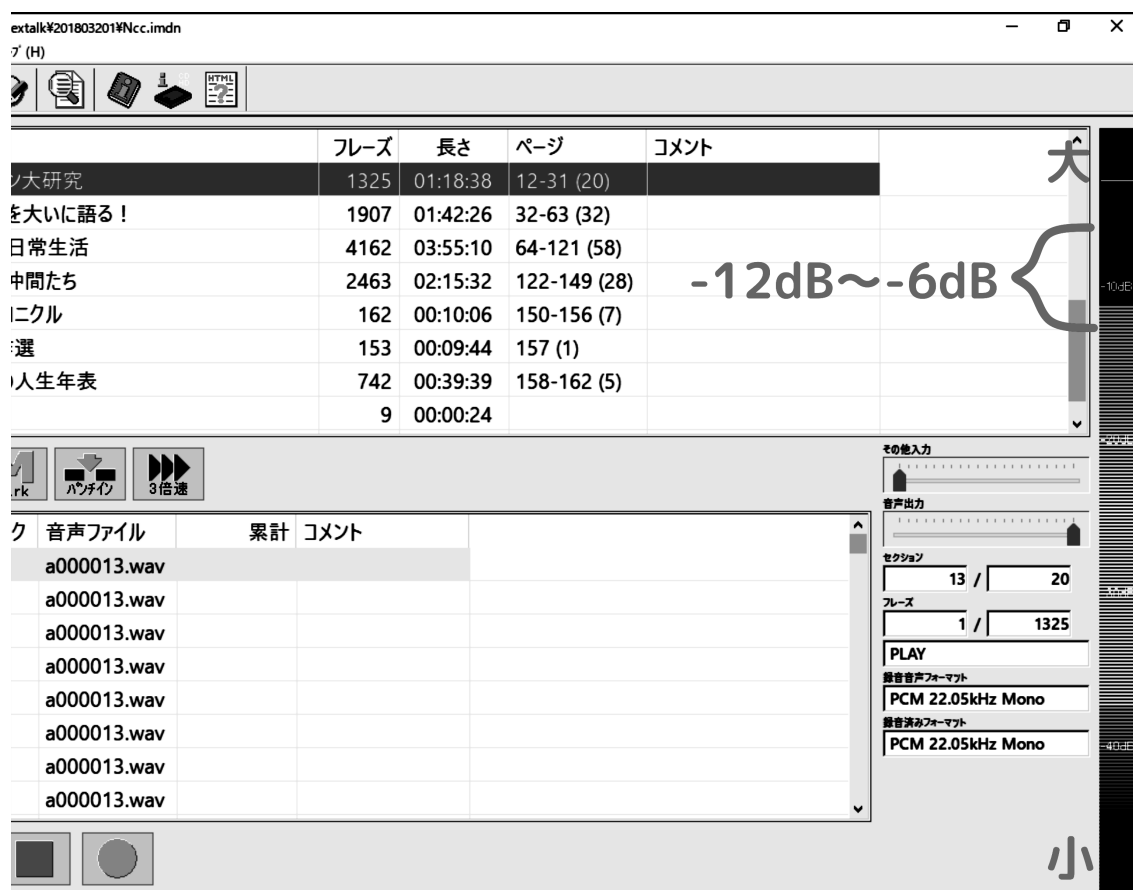 extalk¥201803201¥Ncc.imdn
プ (H)
HTML
フレーズ 長さ ページ コメント
大
ン大研究 1325 01:18:38 12-31 (20)
を大いに語る！ 1907 01:42:26 32-63 (32)
日常生活 4162 03:55:10 64-121 (58)
仲間たち 2463 02:15:32 122-149 (28)
-12dB～-6dB
-10dB
ニクル 162 00:10:06 150-156 (7)
選 153 00:09:44 157 (1)
人生年表 742 00:39:39 158-162 (5)
9 00:00:24
rk パンチイン 3倍速
その他入力
音声出力
ク 音声ファイル 累計 コメント
a000013.wav
a000013.wav
a000013.wav
a000013.wav
a000013.wav
a000013.wav
a000013.wav
a000013.wav
セクション
13 / 20
フレーズ
1 / 1325
PLAY
録音音声フォーマット
PCM 22.05kHz Mono
録音済みフォーマット
PCM 22.05kHz Mono
-40dB
小